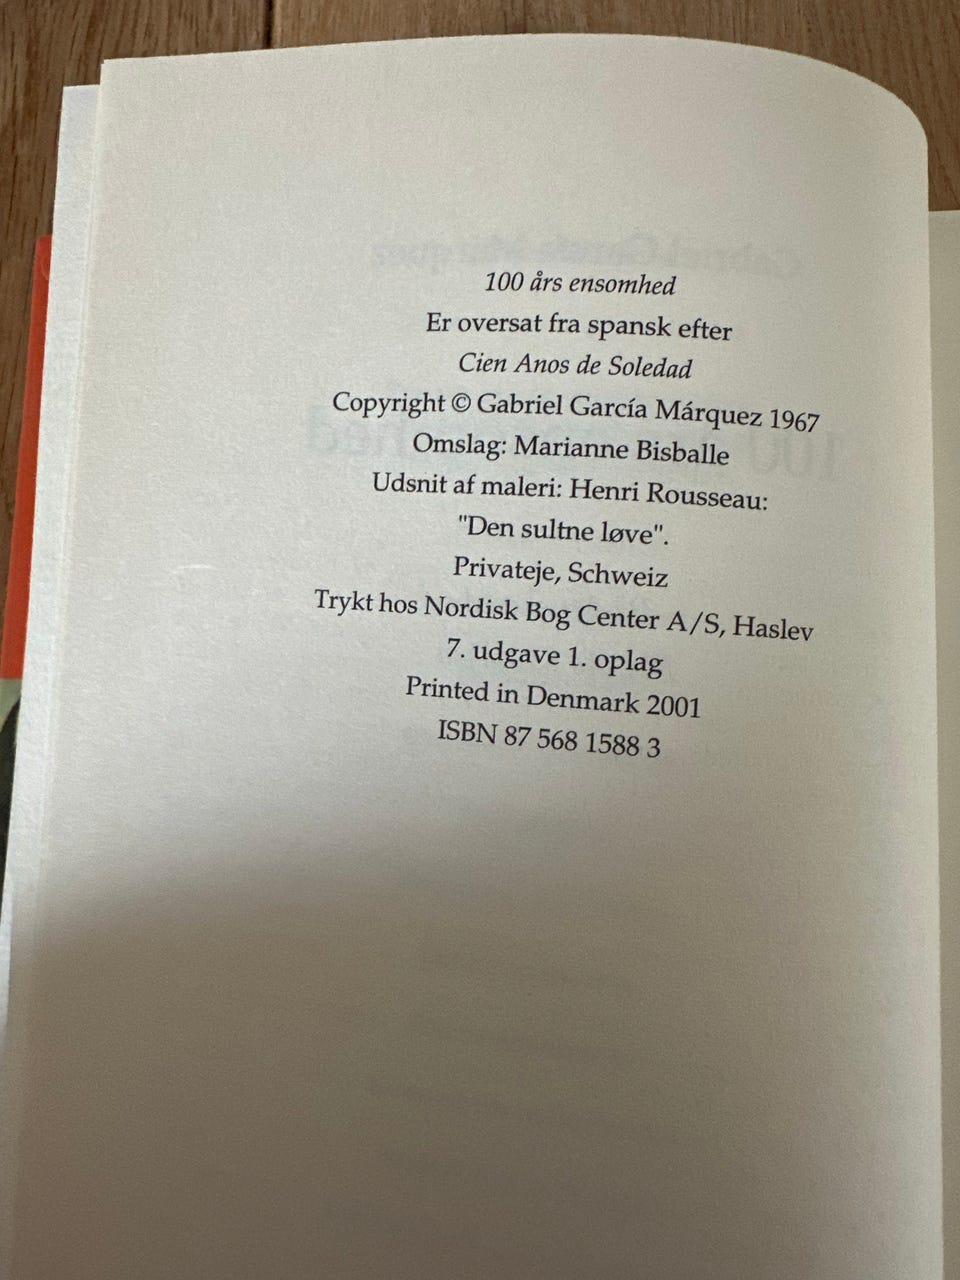 100 års ensomhed
Er oversat fra spansk efter
Cien Anos de Soledad
Copyright © Gabriel García Márquez 1967
Omslag: Marianne Bisballe
Udsnit af maleri: Henri Rousseau:
"Den sultne løve".
Privateje, Schweiz
Trykt hos Nordisk Bog Center A/S, Haslev
7. udgave 1. oplag
Printed in Denmark 2001
ISBN 87 568 1588 3